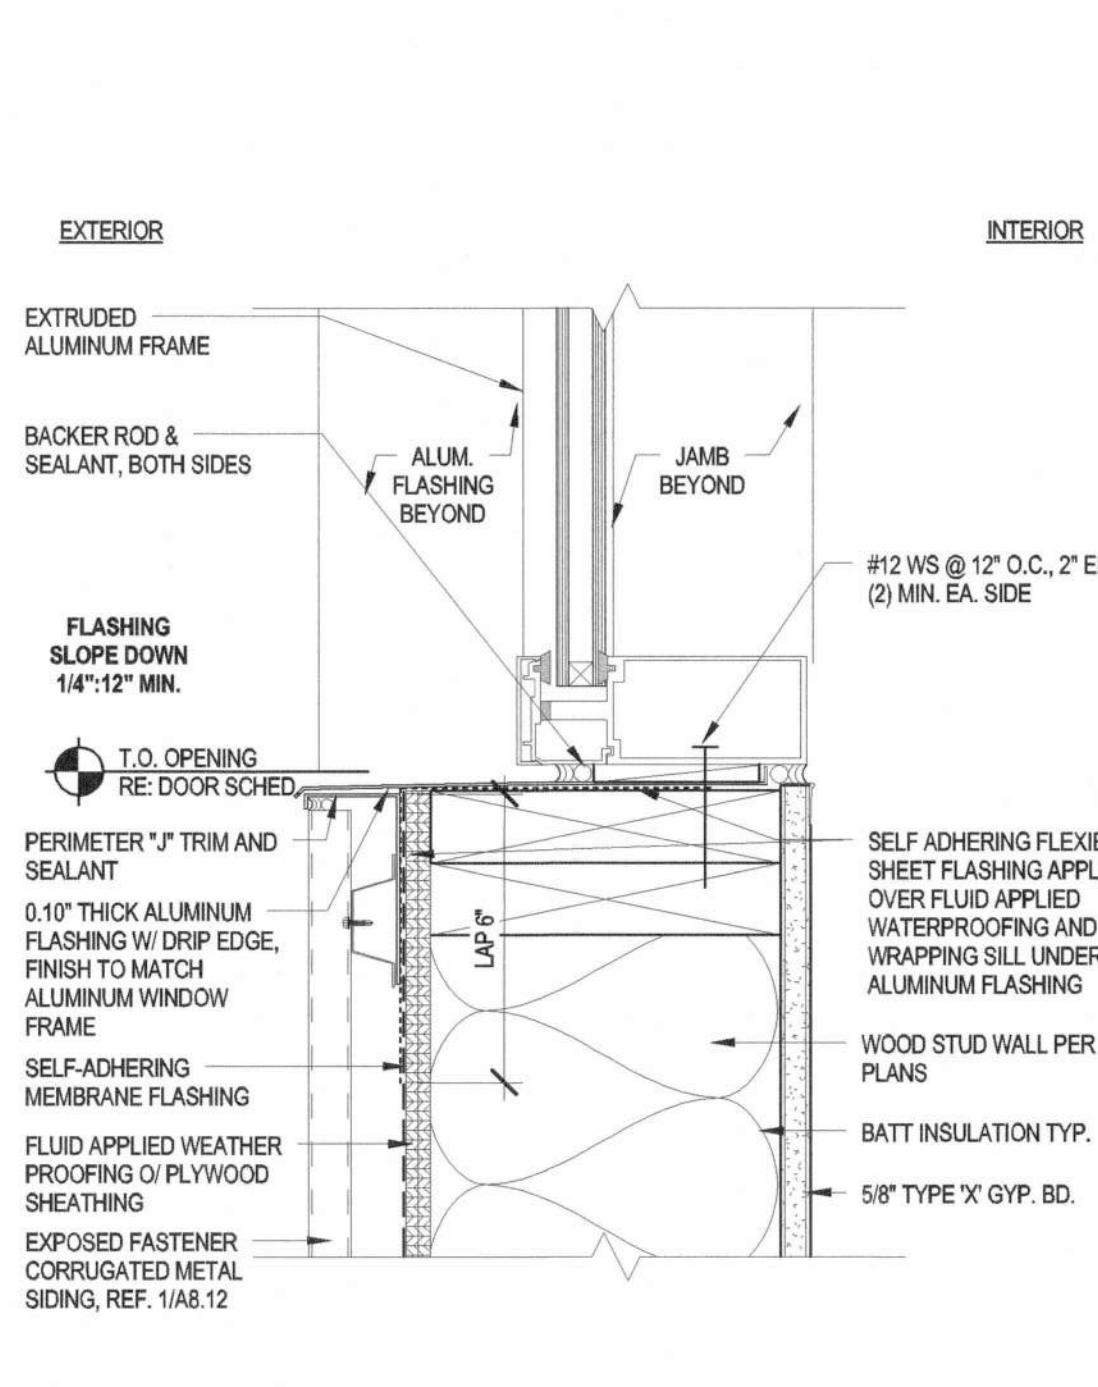 EXTERIOR
INTERIOR
EXTRUDED
ALUMINUM FRAME
BACKER ROD &
SEALANT, BOTH SIDES
ALUM.
FLASHING
BEYOND
JAMB
BEYOND
#12 WS @ 12" O.C., 2" E
(2) MIN. EA. SIDE
FLASHING
SLOPE DOWN
1/4":12" MIN.
T.O. OPENING
RE: DOOR SCHED.
PERIMETER "J" TRIM AND
SEALANT
0.10" THICK ALUMINUM
FLASHING W/ DRIP EDGE,
FINISH TO MATCH
ALUMINUM WINDOW
FRAME
SELF-ADHERING
MEMBRANE FLASHING
FLUID APPLIED WEATHER
PROOFING O/ PLYWOOD
SHEATHING
EXPOSED FASTENER
CORRUGATED METAL
SIDING, REF. 1/A8.12
LAP 6"
SELF ADHERING FLEXIB
SHEET FLASHING APPL
OVER FLUID APPLIED
WATERPROOFING AND
WRAPPING SILL UNDER
ALUMINUM FLASHING
WOOD STUD WALL PER
PLANS
BATT INSULATION TYP.
5/8" TYPE 'X' GYP. BD.